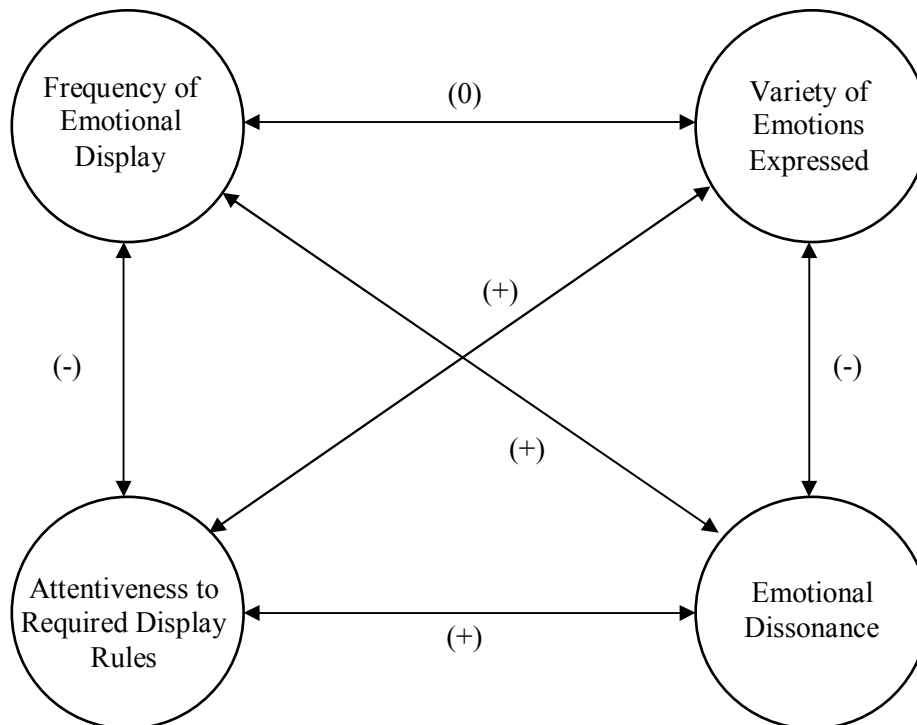 Frequency of
Emotional
Display
(0)
Variety of
Emotions
Expressed
(+)
(-)
(-)
(+)
Attentiveness to
Required Display
Rules
(+)
Emotional
Dissonance